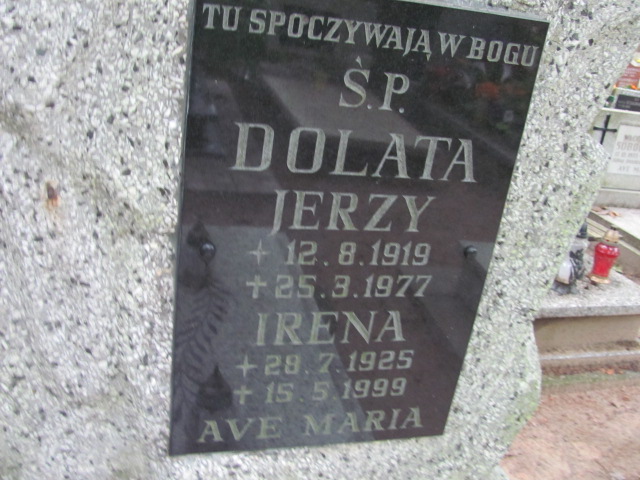 TU SPOCZYWAJĄ W BOGU
Ś.P.
DOLATA
JERZY
+ 12.8.1919
+ 25.3.1977
IRENA
+ 28.7.1925
+ 15.5.1999
AVE MARIA